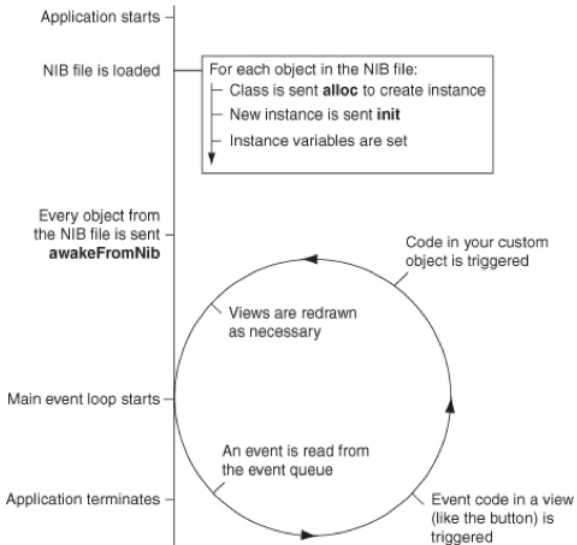 Application starts
NIB file is loaded
For each object in the NIB file:
Class is sent alloc to create instance
New instance is sent init
Instance variables are set
Every object from
the NIB file is sent
awakeFromNib
Code in your custom
object is triggered
Views are redrawn
as necessary
Main event loop starts
An event is read from
the event queue
Application terminates
Event code in a view
(like the button) is
triggered